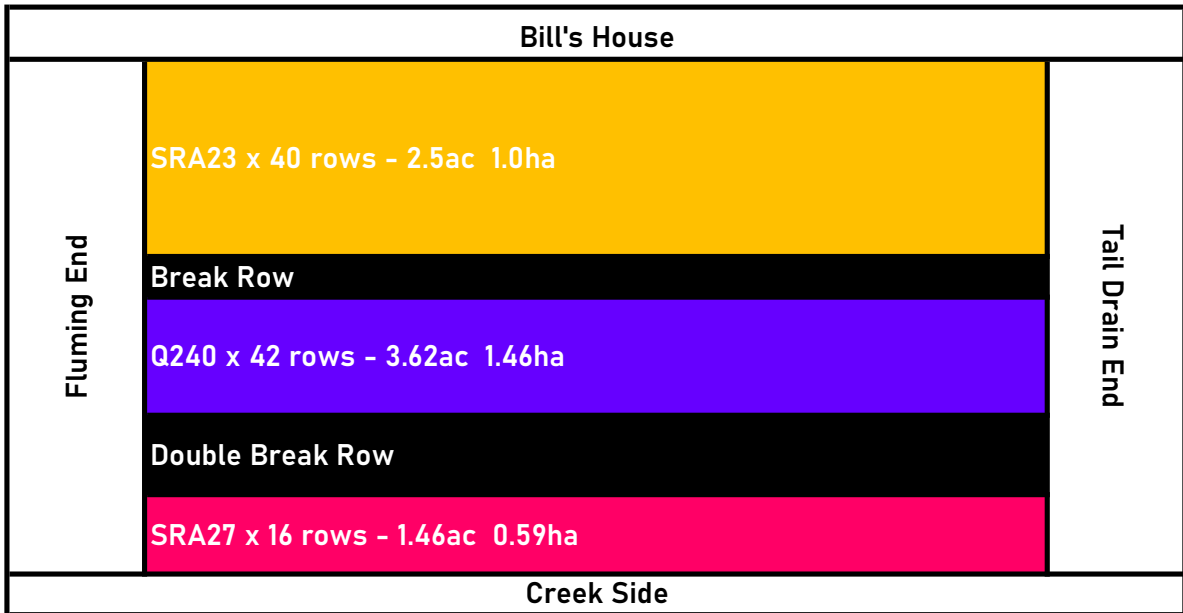 Bill's House
Fluming End
SRA23 x 40 rows - 2.5ac  1.0ha
Break Row
Q240 x 42 rows - 3.62ac  1.46ha
Double Break Row
SRA27 x 16 rows - 1.46ac  0.59ha
Tail Drain End
Creek Side